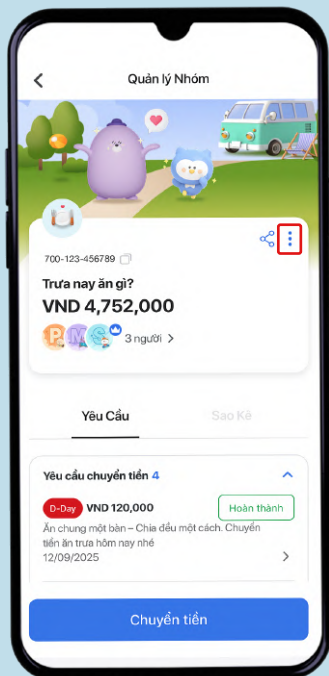 Quản lý Nhóm
700-123-456789
Trưa nay ăn gì?
VND 4,752,000
P M S 3 người
Yêu Cầu Sao Kê
Yêu cầu chuyển tiền 4
D-Day VND 120,000 Hoàn thành
Ăn chung một bàn – Chia đều một cách. Chuyển
tiền ăn trưa hôm nay nhé
12/09/2025
Chuyển tiền